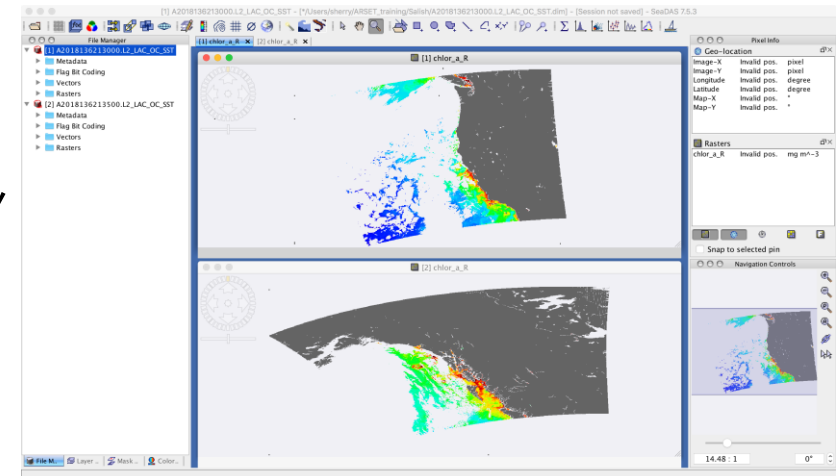 [1] A2018136213000.L2_LAC_OC_SST – [*/Users/sherry/ARSET_training/Salish/A2018136213000.L2_LAC_OC_SST.dim] – [Session not saved] – SeaDAS 7.5.3
File Manager
[1] A2018136213000.L2_LAC_OC_SST
Metadata
Flag Bit Coding
Vectors
Rasters
[2] A2018136213500.L2_LAC_OC_SST
Metadata
Flag Bit Coding
Vectors
Rasters
File M... Layer ... Mask ... Color...
[1] chlor_a_R [2] chlor_a_R
[1] chlor_a_R
[2] chlor_a_R
Pixel Info
Geo-location
Image-X Invalid pos. pixel
Image-Y Invalid pos. pixel
Longitude Invalid pos. degree
Latitude Invalid pos. degree
Map-X Invalid pos. °
Map-Y Invalid pos. °
Rasters
chlor_a_R Invalid pos. mg m^-3
Snap to selected pin
Navigation Controls
14.48 : 1 0°